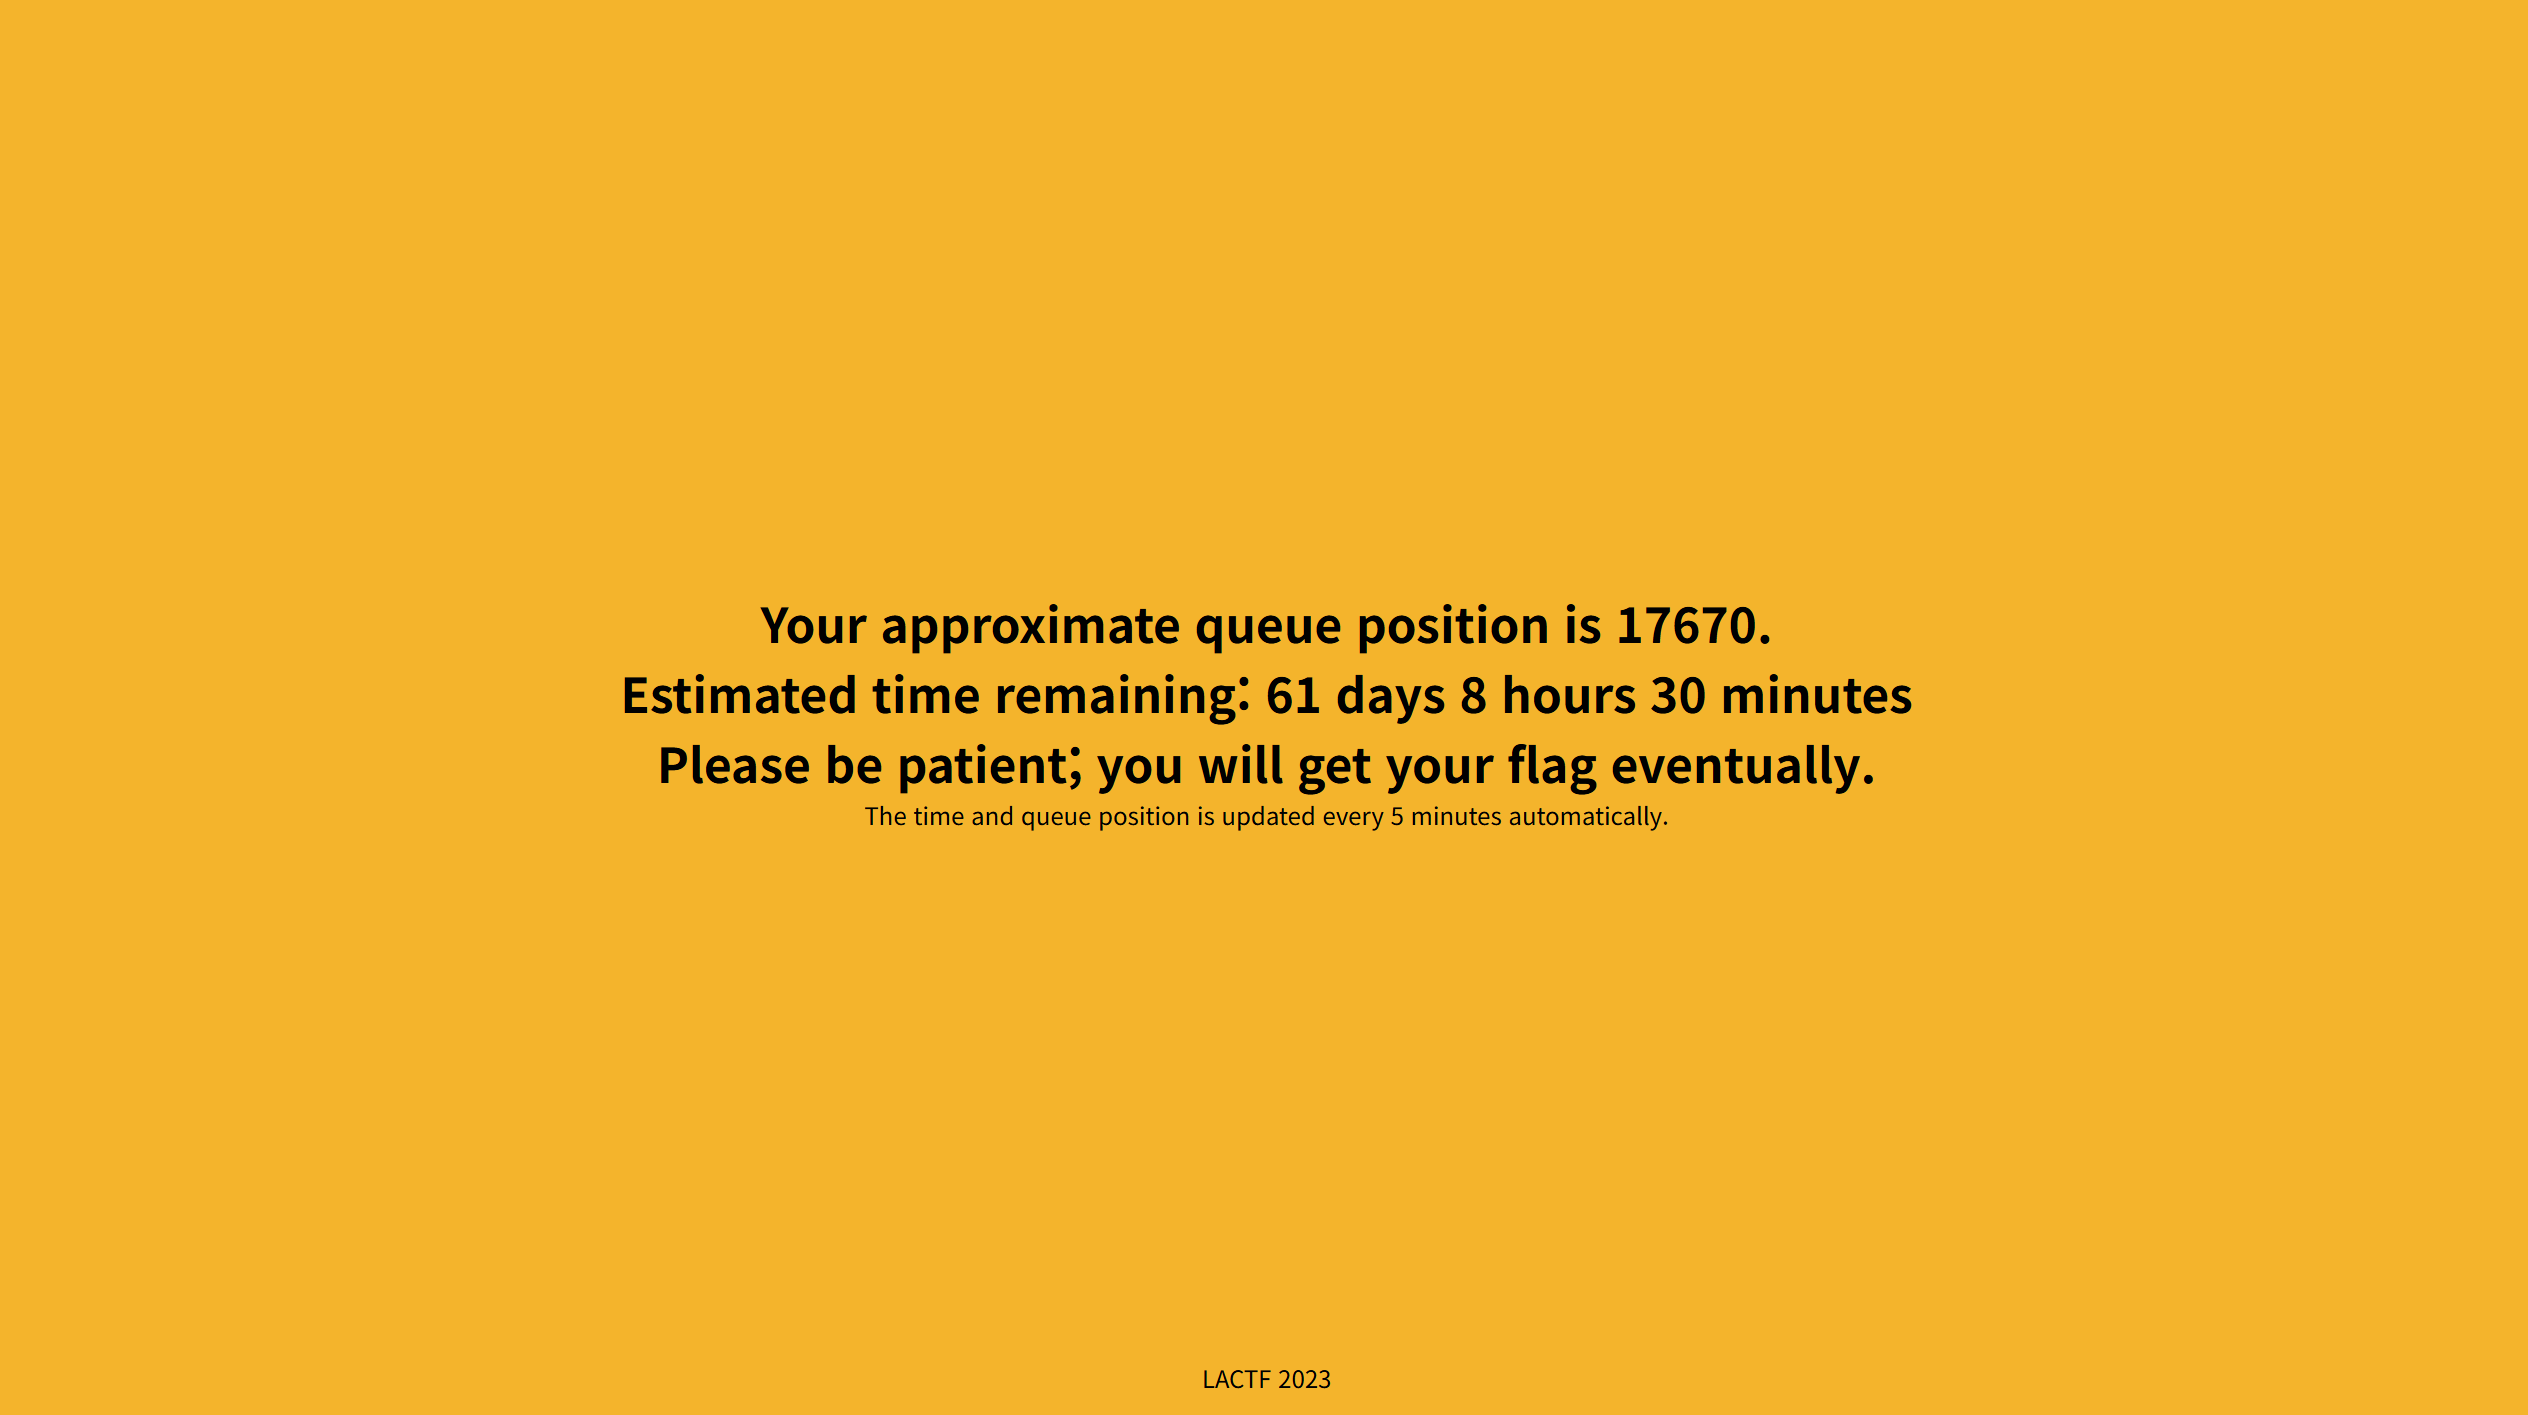 Your approximate queue position is 17670.
Estimated time remaining: 61 days 8 hours 30 minutes
Please be patient; you will get your flag eventually.
The time and queue position is updated every 5 minutes automatically.
LACTF 2023